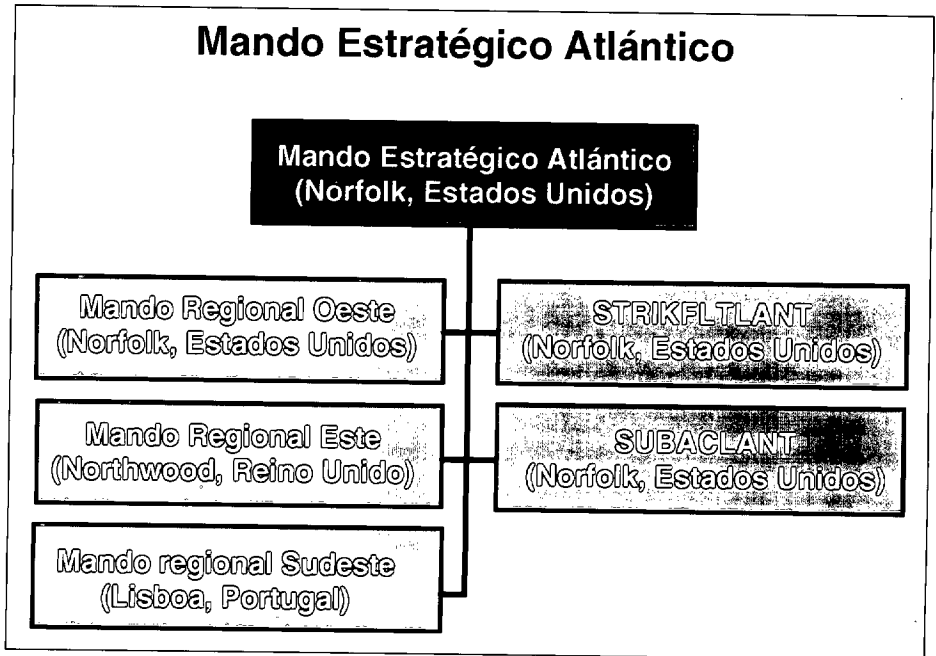 Mando Estratégico Atlántico
Mando Estratégico Atlántico
(Norfolk, Estados Unidos)
Mando Regional Oeste
(Norfolk, Estados Unidos)
STRIKFLTLANT
(Norfolk, Estados Unidos)
Mando Regional Este
(Northwood, Reino Unido)
SUBACLANT
(Norfolk, Estados Unidos)
Mando regional Sudeste
(Lisboa, Portugal)